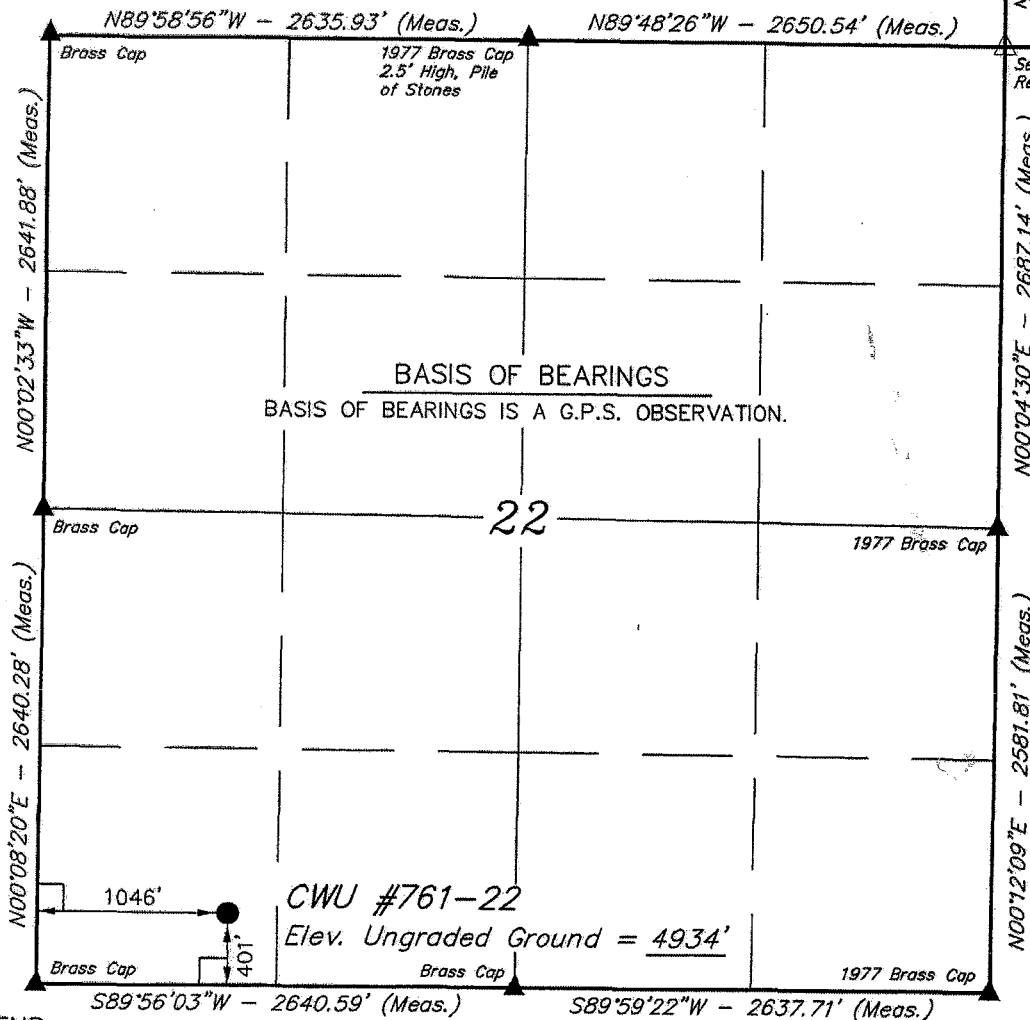 N89°58'56"W - 2635.93' (Meas.)
N89°48'26"W - 2650.54' (Meas.)
Brass Cap
1977 Brass Cap
2.5' High, Pile
of Stones
N00°02'33"W - 2641.88' (Meas.)
N00°04'30"E - 2687.14' (Meas.)
BASIS OF BEARINGS
BASIS OF BEARINGS IS A G.P.S. OBSERVATION.
Brass Cap
22
1977 Brass Cap
N00°08'20"E - 2640.28' (Meas.)
N00°12'09"E - 2581.81' (Meas.)
1046'
401'
CWU #761-22
Elev. Ungraded Ground = 4934'
Brass Cap
Brass Cap
1977 Brass Cap
S89°56'03"W - 2640.59' (Meas.)
S89°59'22"W - 2637.71' (Meas.)